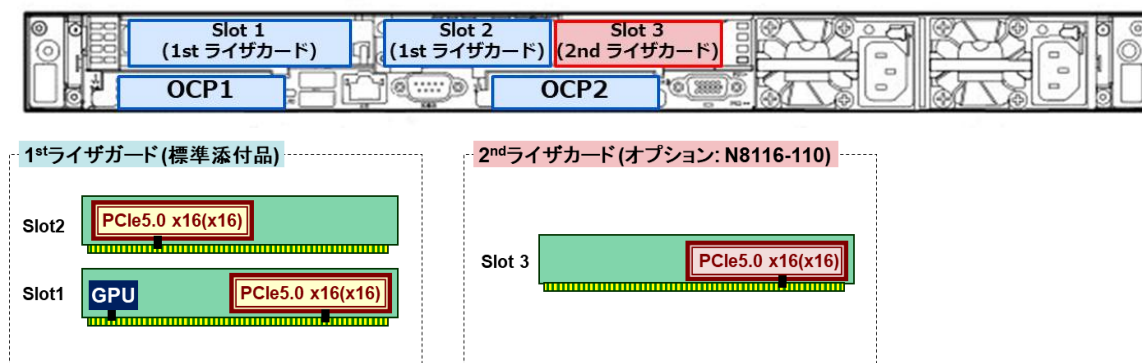 Slot 1
(1st ライザカード)
Slot 2
(1st ライザカード)
Slot 3
(2nd ライザカード)
OCP1
OCP2
1stライザガード(標準添付品)
2ndライザカード(オプション: N8116-110)
Slot2
PCIe5.0 x16(x16)
Slot1
GPU
PCIe5.0 x16(x16)
Slot 3
PCIe5.0 x16(x16)